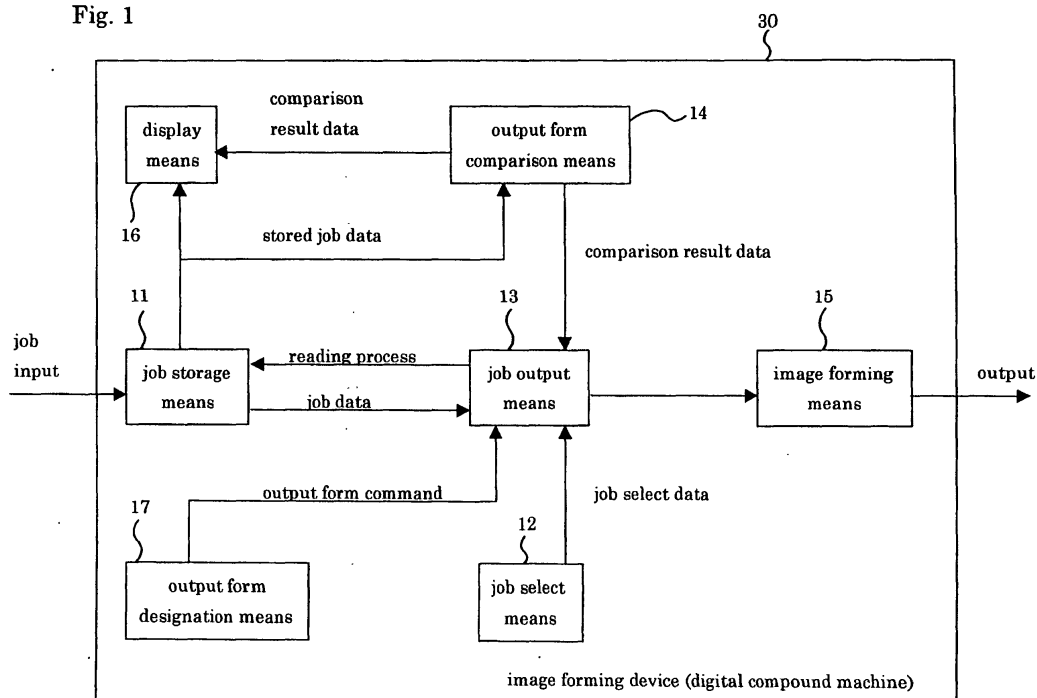 Fig. 1
30
comparison
result data
display
means
output form
comparison means
14
16
stored job data
comparison result data
11
13
15
job
input
job storage
means
reading process
job data
job output
means
image forming
means
output
output form command
job select data
17
12
output form
designation means
job select
means
image forming device (digital compound machine)